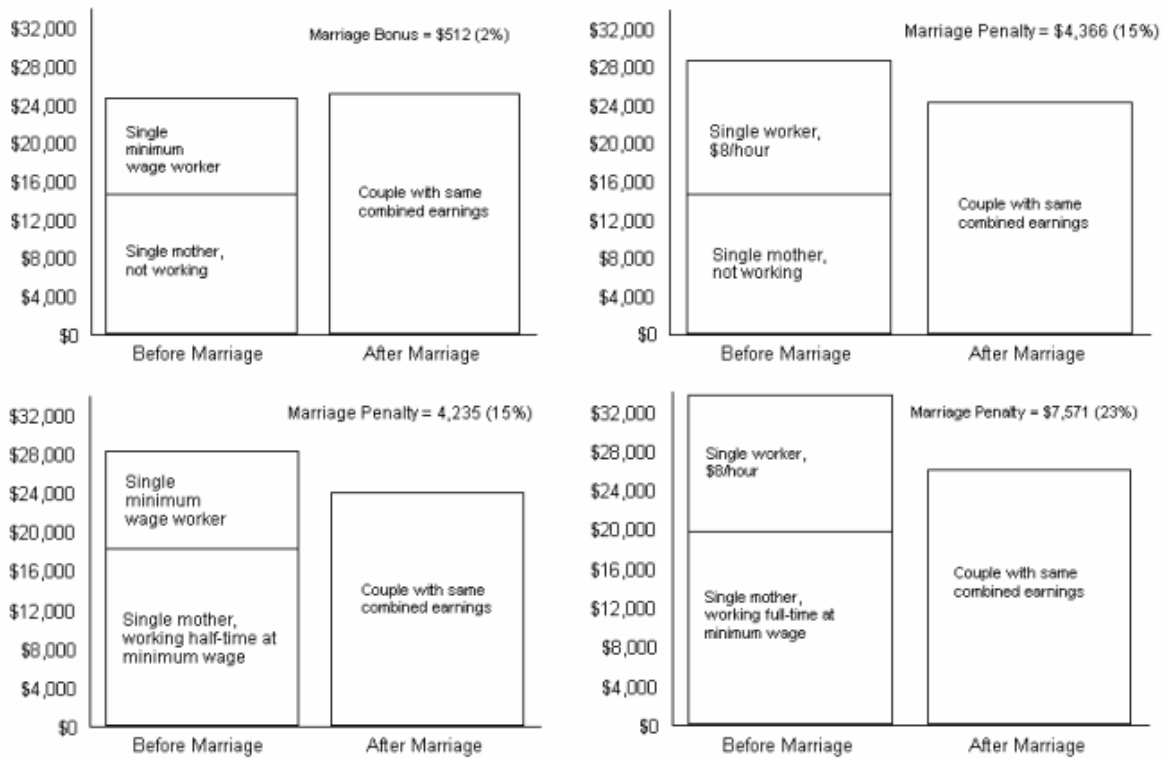 Marriage Bonus = $512 (2%)
$32,000
$28,000
$24,000
$20,000
$16,000
$12,000
$8,000
$4,000
$0
Single
minimum
wage worker
Single mother,
not working
Couple with same
combined earnings
Before Marriage
After Marriage
Marriage Penalty = $4,366 (15%)
$32,000
$28,000
$24,000
$20,000
$16,000
$12,000
$8,000
$4,000
$0
Single worker,
$8/hour
Single mother,
not working
Couple with same
combined earnings
Before Marriage
After Marriage
Marriage Penalty = 4,235 (15%)
$32,000
$28,000
$24,000
$20,000
$16,000
$12,000
$8,000
$4,000
$0
Single
minimum
wage worker
Single mother,
working half-time at
minimum wage
Couple with same
combined earnings
Before Marriage
After Marriage
Marriage Penalty = $7,571 (23%)
$32,000
$28,000
$24,000
$20,000
$16,000
$12,000
$8,000
$4,000
$0
Single worker,
$8/hour
Single mother,
working full-time at
minimum wage
Couple with same
combined earnings
Before Marriage
After Marriage